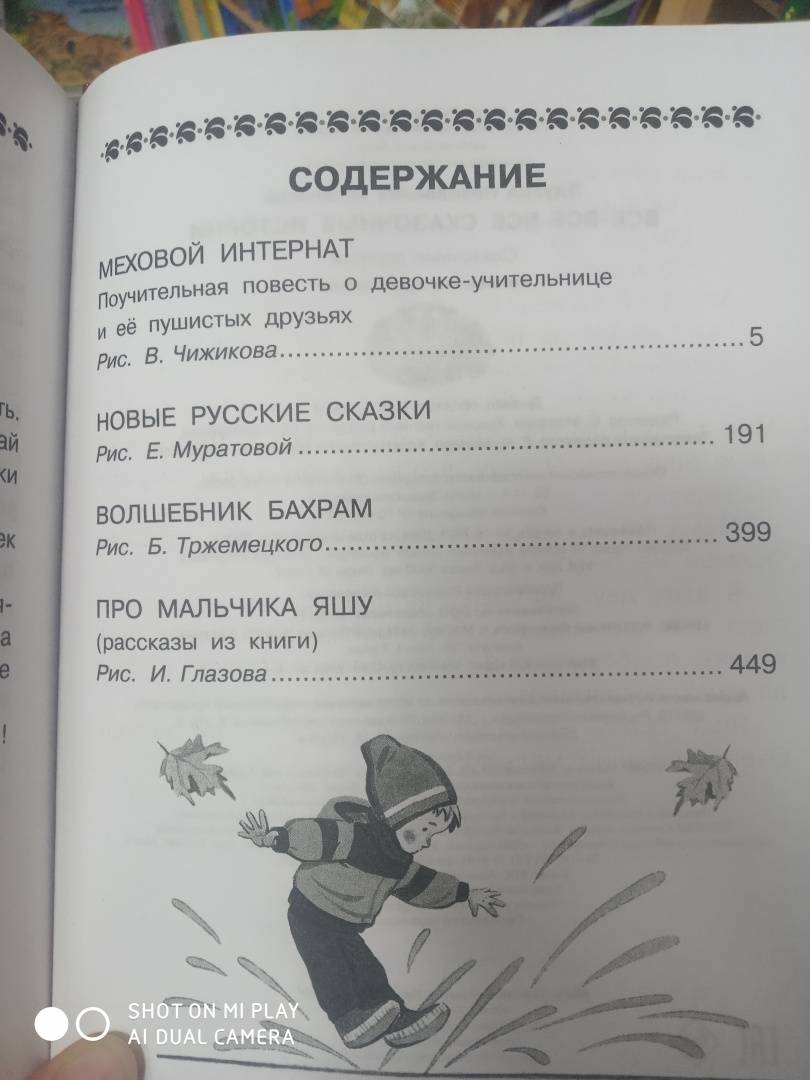 СОДЕРЖАНИЕ
МЕХОВОЙ ИНТЕРНАТ
Поучительная повесть о девочке-учительнице
и её пушистых друзьях
Рис. В. Чижикова.......................................................... 5
НОВЫЕ РУССКИЕ СКАЗКИ
Рис. Е. Муратовой ..................................................... 191
ВОЛШЕБНИК БАХРАМ
Рис. Б. Тржемецкого.................................................. 399
ПРО МАЛЬЧИКА ЯШУ
(рассказы из книги)
Рис. И. Глазова......................................................... 449
SHOT ON MI PLAY
AI DUAL CAMERA